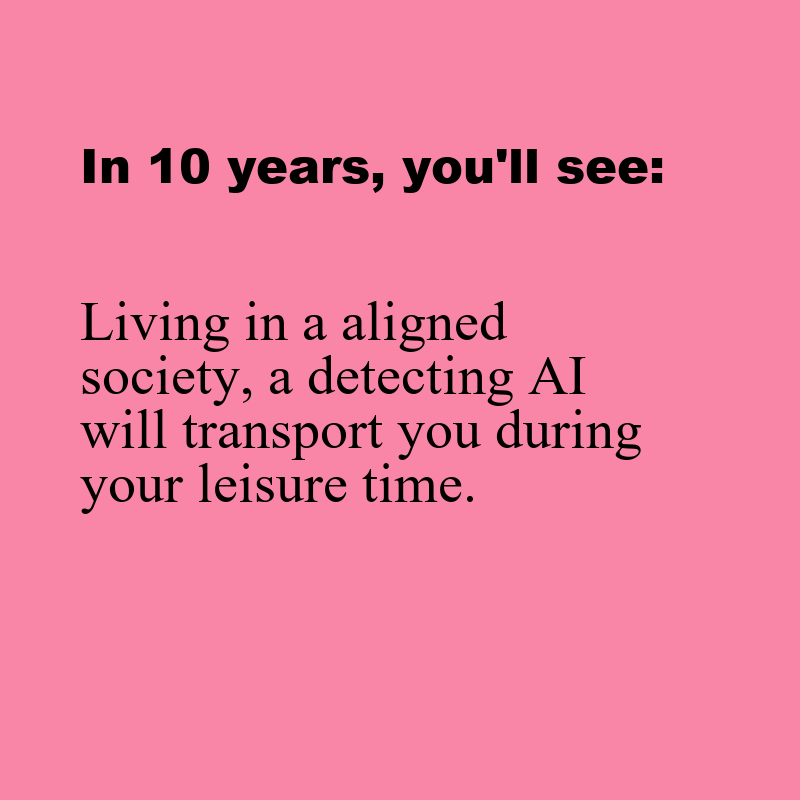 In 10 years, you'll see:
Living in a aligned
society, a detecting AI
will transport you during
your leisure time.